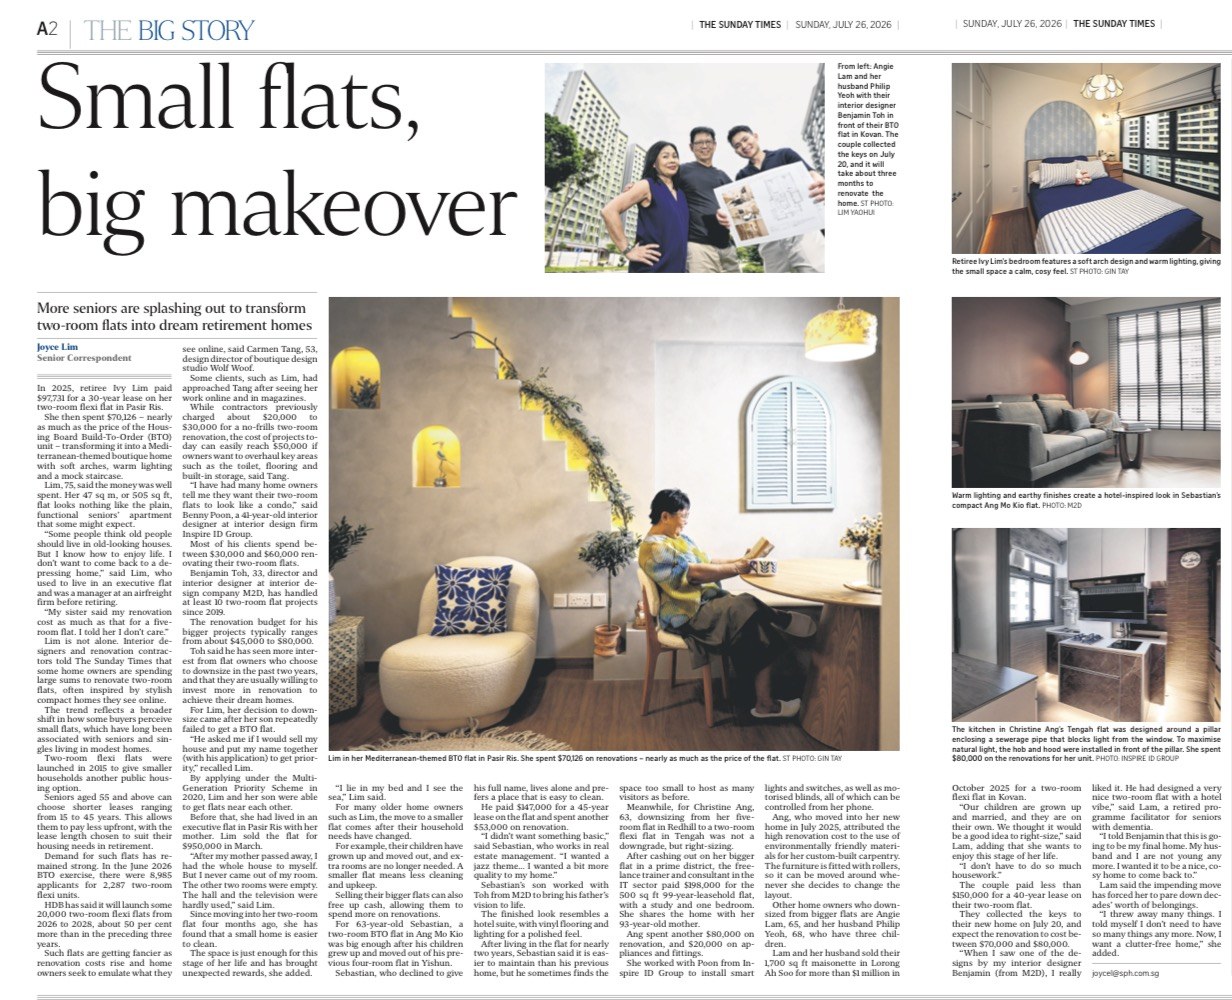 A2 THE BIG STORY
| THE SUNDAY TIMES | SUNDAY, JULY 26, 2026 |
| SUNDAY, JULY 26, 2026 | THE SUNDAY TIMES |
Small flats,
big makeover
From left: Angie
Lam and her
husband Philip
Yeoh with their
interior designer
Benjamin Toh in
front of their BTO
flat in Kovan. The
couple collected
the keys on July
20, and it will
take about three
months to
renovate the
home. ST PHOTO:
LIM YAOHUI
Retiree Ivy Lim's bedroom features a soft arch design and warm lighting, giving
the small space a calm, cosy feel. ST PHOTO: GIN TAY
Warm lighting and earthy finishes create a hotel-inspired look in Sebastian's
compact Ang Mo Kio flat. PHOTO: M2D
The kitchen in Christine Ang's Tengah flat was designed around a pillar
enclosing a sewerage pipe that blocks light from the window. To maximise
natural light, the hob and hood were installed in front of the pillar. She spent
$80,000 on the renovations for her unit. PHOTO: INSPIRE ID GROUP
Lim in her Mediterranean-themed BTO flat in Pasir Ris. She spent $70,126 on renovations – nearly as much as the price of the flat. ST PHOTO: GIN TAY
More seniors are splashing out to transform
two-room flats into dream retirement homes
Joyce Lim
Senior Correspondent
In 2025, retiree Ivy Lim paid
$97,731 for a 30-year lease on her
two-room flexi flat in Pasir Ris.
She then spent $70,126 – nearly
as much as the price of the Hous-
ing Board Build-To-Order (BTO)
unit – transforming it into a Medi-
terranean-themed boutique home
with soft arches, warm lighting
and a mock staircase.
Lim, 75, said the money was well
spent. Her 47 sq m, or 505 sq ft,
flat looks nothing like the plain,
functional seniors' apartment
that some might expect.
"Some people think old people
should live in old-looking houses.
But I know how to enjoy life. I
don't want to come back to a de-
pressing home," said Lim, who
used to live in an executive flat
and was a manager at an airfreight
firm before retiring.
"My sister said my renovation
cost as much as that for a five-
room flat. I told her I don't care."
Lim is not alone. Interior de-
signers and renovation contrac-
tors told The Sunday Times that
some home owners are spending
large sums to renovate two-room
flats, often inspired by stylish
compact homes they see online.
The trend reflects a broader
shift in how some buyers perceive
small flats, which have long been
associated with seniors and sin-
gles living in modest homes.
Two-room flexi flats were
launched in 2015 to give smaller
households another public hous-
ing option.
Seniors aged 55 and above can
choose shorter leases ranging
from 15 to 45 years. This allows
them to pay less upfront, with the
lease length chosen to suit their
housing needs in retirement.
Demand for such flats has re-
mained strong. In the June 2026
BTO exercise, there were 8,985
applicants for 2,287 two-room
flexi units.
HDB has said it will launch some
20,000 two-room flexi flats from
2026 to 2028, about 50 per cent
more than in the preceding three
years.
Such flats are getting fancier as
renovation costs rise and home
owners seek to emulate what they
see online, said Carmen Tang, 53,
design director of boutique design
studio Wolf Woof.
Some clients, such as Lim, had
approached Tang after seeing her
work online and in magazines.
While contractors previously
charged about $20,000 to
$30,000 for a no-frills two-room
renovation, the cost of projects to-
day can easily reach $50,000 if
owners want to overhaul key areas
such as the toilet, flooring and
built-in storage, said Tang.
"I have had many home owners
tell me they want their two-room
flats to look like a condo," said
Benny Poon, a 41-year-old interior
designer at interior design firm
Inspire ID Group.
Most of his clients spend be-
tween $30,000 and $60,000 ren-
ovating their two-room flats.
Benjamin Toh, 33, director and
interior designer at interior de-
sign company M2D, has handled
at least 10 two-room flat projects
since 2019.
The renovation budget for his
bigger projects typically ranges
from about $45,000 to $80,000.
Toh said he has seen more inter-
est from flat owners who choose
to downsize in the past two years,
and that they are usually willing to
invest more in renovation to
achieve their dream homes.
For Lim, her decision to down-
size came after her son repeatedly
failed to get a BTO flat.
"He asked me if I would sell my
house and put my name together
(with his application) to get prior-
ity," recalled Lim.
By applying under the Multi-
Generation Priority Scheme in
2020, Lim and her son were able
to get flats near each other.
Before that, she had lived in an
executive flat in Pasir Ris with her
mother. Lim sold the flat for
$950,000 in March.
"After my mother passed away, I
had the whole house to myself.
But I never came out of my room.
The other two rooms were empty.
The hall and the television were
hardly used," said Lim.
Since moving into her two-room
flat four months ago, she has
found that a small home is easier
to clean.
The space is just enough for this
stage of her life and has brought
unexpected rewards, she added.
"I lie in my bed and I see the
sea," Lim said.
For many older home owners
such as Lim, the move to a smaller
flat comes after their household
needs have changed.
For example, their children have
grown up and moved out, and ex-
tra rooms are no longer needed. A
smaller flat means less cleaning
and upkeep.
Selling their bigger flats can also
free up cash, allowing them to
spend more on renovations.
For 63-year-old Sebastian, a
two-room BTO flat in Ang Mo Kio
was big enough after his children
grew up and moved out of his pre-
vious four-room flat in Yishun.
Sebastian, who declined to give
his full name, lives alone and pre-
fers a place that is easy to clean.
He paid $147,000 for a 45-year
lease on the flat and spent another
$53,000 on renovation.
"I didn't want something basic,"
said Sebastian, who works in real
estate management. "I wanted a
jazz theme... I wanted a bit more
quality to my home."
Sebastian's son worked with
Toh from M2D to bring his father's
vision to life.
The finished look resembles a
hotel suite, with vinyl flooring and
lighting for a polished feel.
After living in the flat for nearly
two years, Sebastian said it is eas-
ier to maintain than his previous
home, but he sometimes finds the
space too small to host as many
visitors as before.
Meanwhile, for Christine Ang,
63, downsizing from her five-
room flat in Redhill to a two-room
flexi flat in Tengah was not a
downgrade, but right-sizing.
After cashing out on her bigger
flat in a prime district, the free-
lance trainer and consultant in the
IT sector paid $198,000 for the
500 sq ft 99-year-leasehold flat,
with a study and one bedroom.
She shares the home with her
93-year-old mother.
Ang spent another $80,000 on
renovation, and $20,000 on ap-
pliances and fittings.
She worked with Poon from In-
spire ID Group to install smart
lights and switches, as well as mo-
torised blinds, all of which can be
controlled from her phone.
Ang, who moved into her new
home in July 2025, attributed the
high renovation cost to the use of
environmentally friendly materi-
als for her custom-built carpentry.
The furniture is fitted with rollers,
so it can be moved around whe-
never she decides to change the
layout.
Other home owners who down-
sized from bigger flats are Angie
Lam, 65, and her husband Philip
Yeoh, 68, who have three chil-
dren.
Lam and her husband sold their
1,700 sq ft maisonette in Lorong
Ah Soo for more than $1 million in
October 2025 for a two-room
flexi flat in Kovan.
"Our children are grown up
and married, and they are on
their own. We thought it would
be a good idea to right-size," said
Lam, adding that she wants to
enjoy this stage of her life.
"I don't have to do so much
housework."
The couple paid less than
$150,000 for a 40-year lease on
their two-room flat.
They collected the keys to
their new home on July 20, and
expect the renovation to cost be-
tween $70,000 and $80,000.
"When I saw one of the de-
signs by my interior designer
Benjamin (from M2D), I really
liked it. He had designed a very
nice two-room flat with a hotel
vibe," said Lam, a retired pro-
gramme facilitator for seniors
with dementia.
"I told Benjamin that this is go-
ing to be my final home. My hus-
band and I are not young any
more. I wanted it to be a nice, co-
sy home to come back to."
Lam said the impending move
has forced her to pare down dec-
ades' worth of belongings.
"I threw away many things. I
told myself I don't need to have
so many things any more. Now, I
want a clutter-free home," she
added.
joycel@sph.com.sg